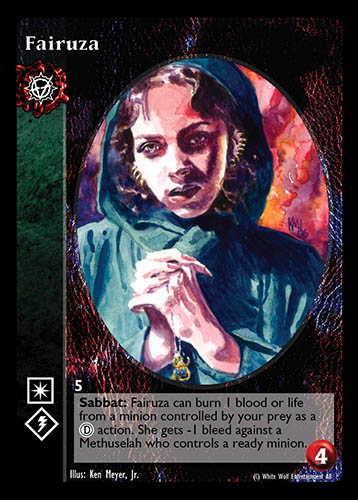 Fairuza
5
Sabbat: Fairuza can burn 1 blood or life
from a minion controlled by your prey as a
D action. She gets -1 bleed against a
Methuselah who controls a ready minion.
4
Illus: Ken Meyer, Jr.
(C) White Wolf Entertainment AB